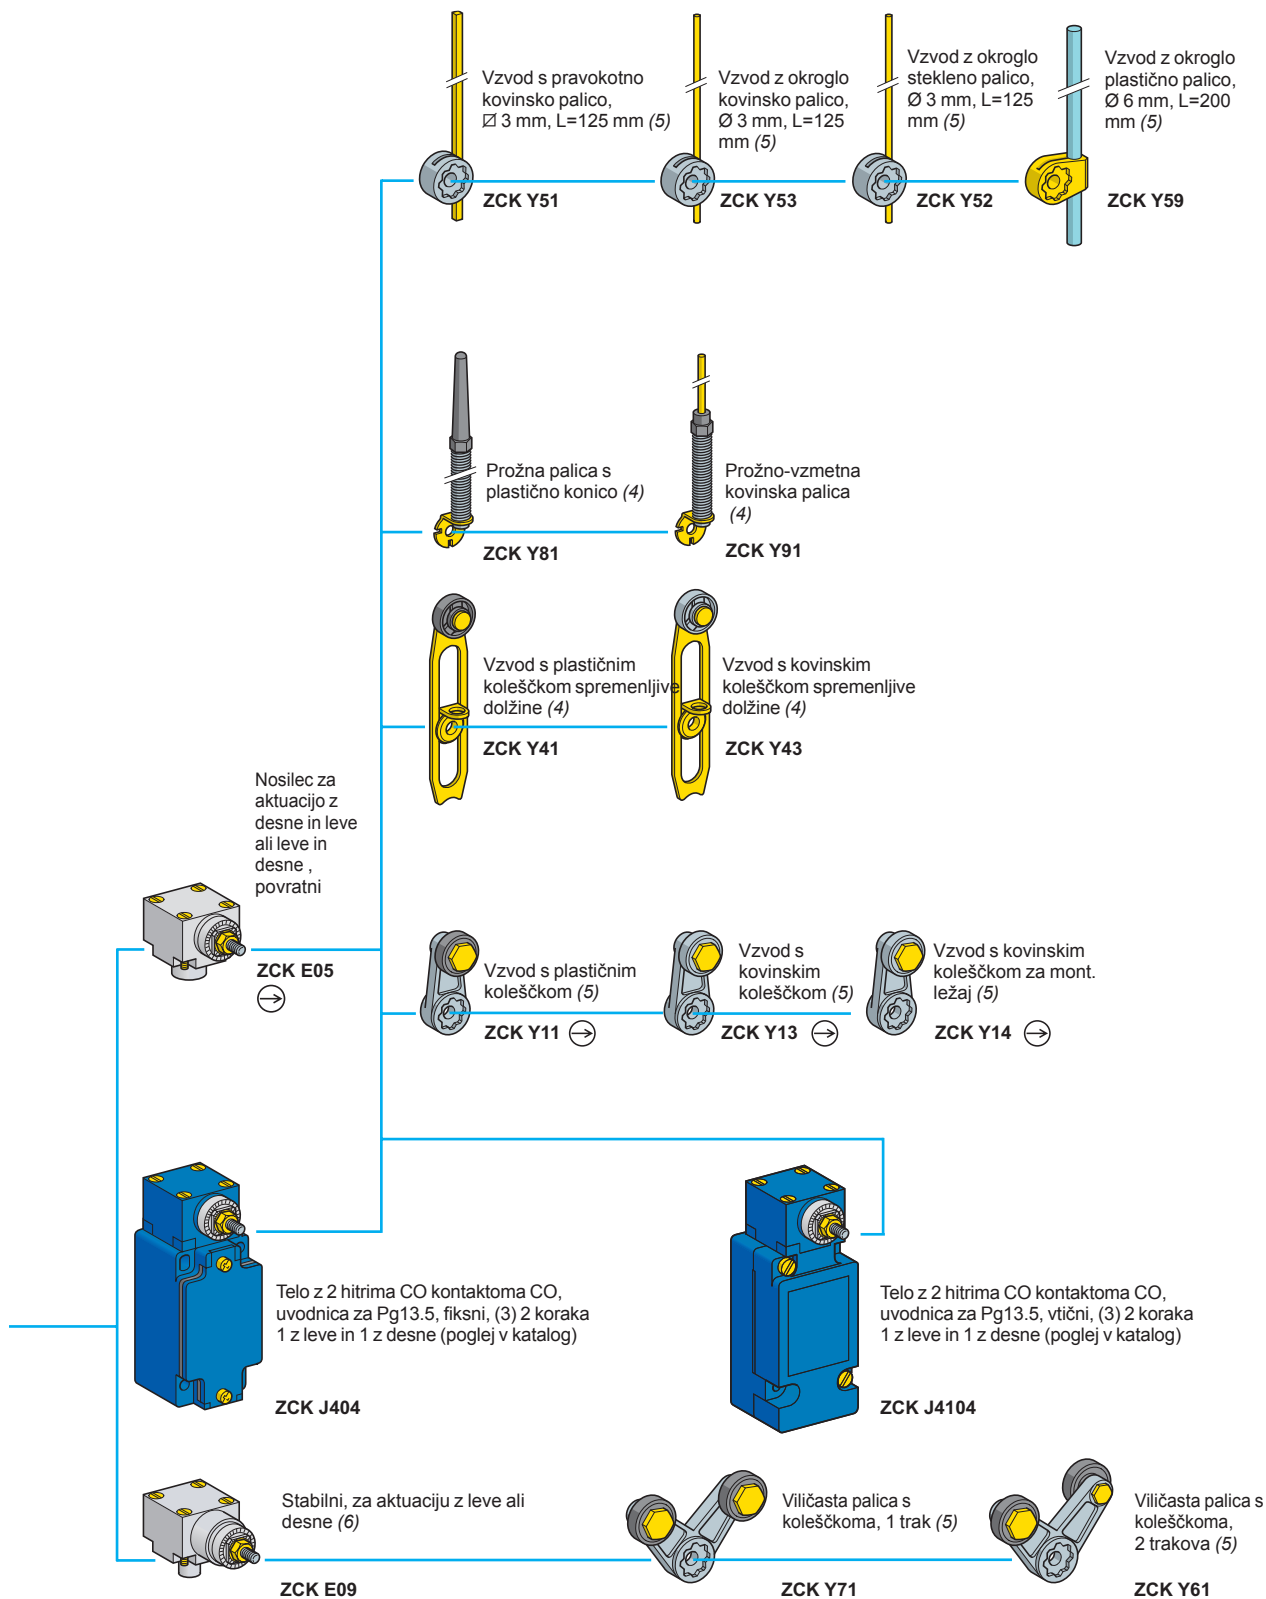 Vzvod s pravokotno
kovinsko palico,
⍁ 3 mm, L=125 mm (5)
ZCK Y51
Vzvod z okroglo
kovinsko palico,
Ø 3 mm, L=125
mm (5)
ZCK Y53
Vzvod z okroglo
stekleno palico,
Ø 3 mm, L=125
mm (5)
ZCK Y52
Vzvod z okroglo
plastično palico,
Ø 6 mm, L=200
mm (5)
ZCK Y59
Prožna palica s
plastično konico (4)
ZCK Y81
Prožno-vzmetna
kovinska palica
(4)
ZCK Y91
Vzvod s plastičnim
koleščkom spremenljive
dolžine (4)
ZCK Y41
Vzvod s kovinskim
koleščkom spremenljive
dolžine (4)
ZCK Y43
Nosilec za
aktuacijo z
desne in leve
ali leve in
desne ,
povratni
ZCK E05
Vzvod s plastičnim
koleščkom (5)
ZCK Y11
Vzvod s
kovinskim
koleščkom (5)
ZCK Y13
Vzvod s kovinskim
koleščkom za mont.
ležaj (5)
ZCK Y14
Telo z 2 hitrima CO kontaktoma CO,
uvodnica za Pg13.5, fiksni, (3) 2 koraka
1 z leve in 1 z desne (poglej v katalog)
ZCK J404
Telo z 2 hitrima CO kontaktoma CO,
uvodnica za Pg13.5, vtični, (3) 2 koraka
1 z leve in 1 z desne (poglej v katalog)
ZCK J4104
Stabilni, za aktuaciju z leve ali
desne (6)
ZCK E09
Viličasta palica s
koleščkoma, 1 trak (5)
ZCK Y71
Viličasta palica s
koleščkoma,
2 trakova (5)
ZCK Y61